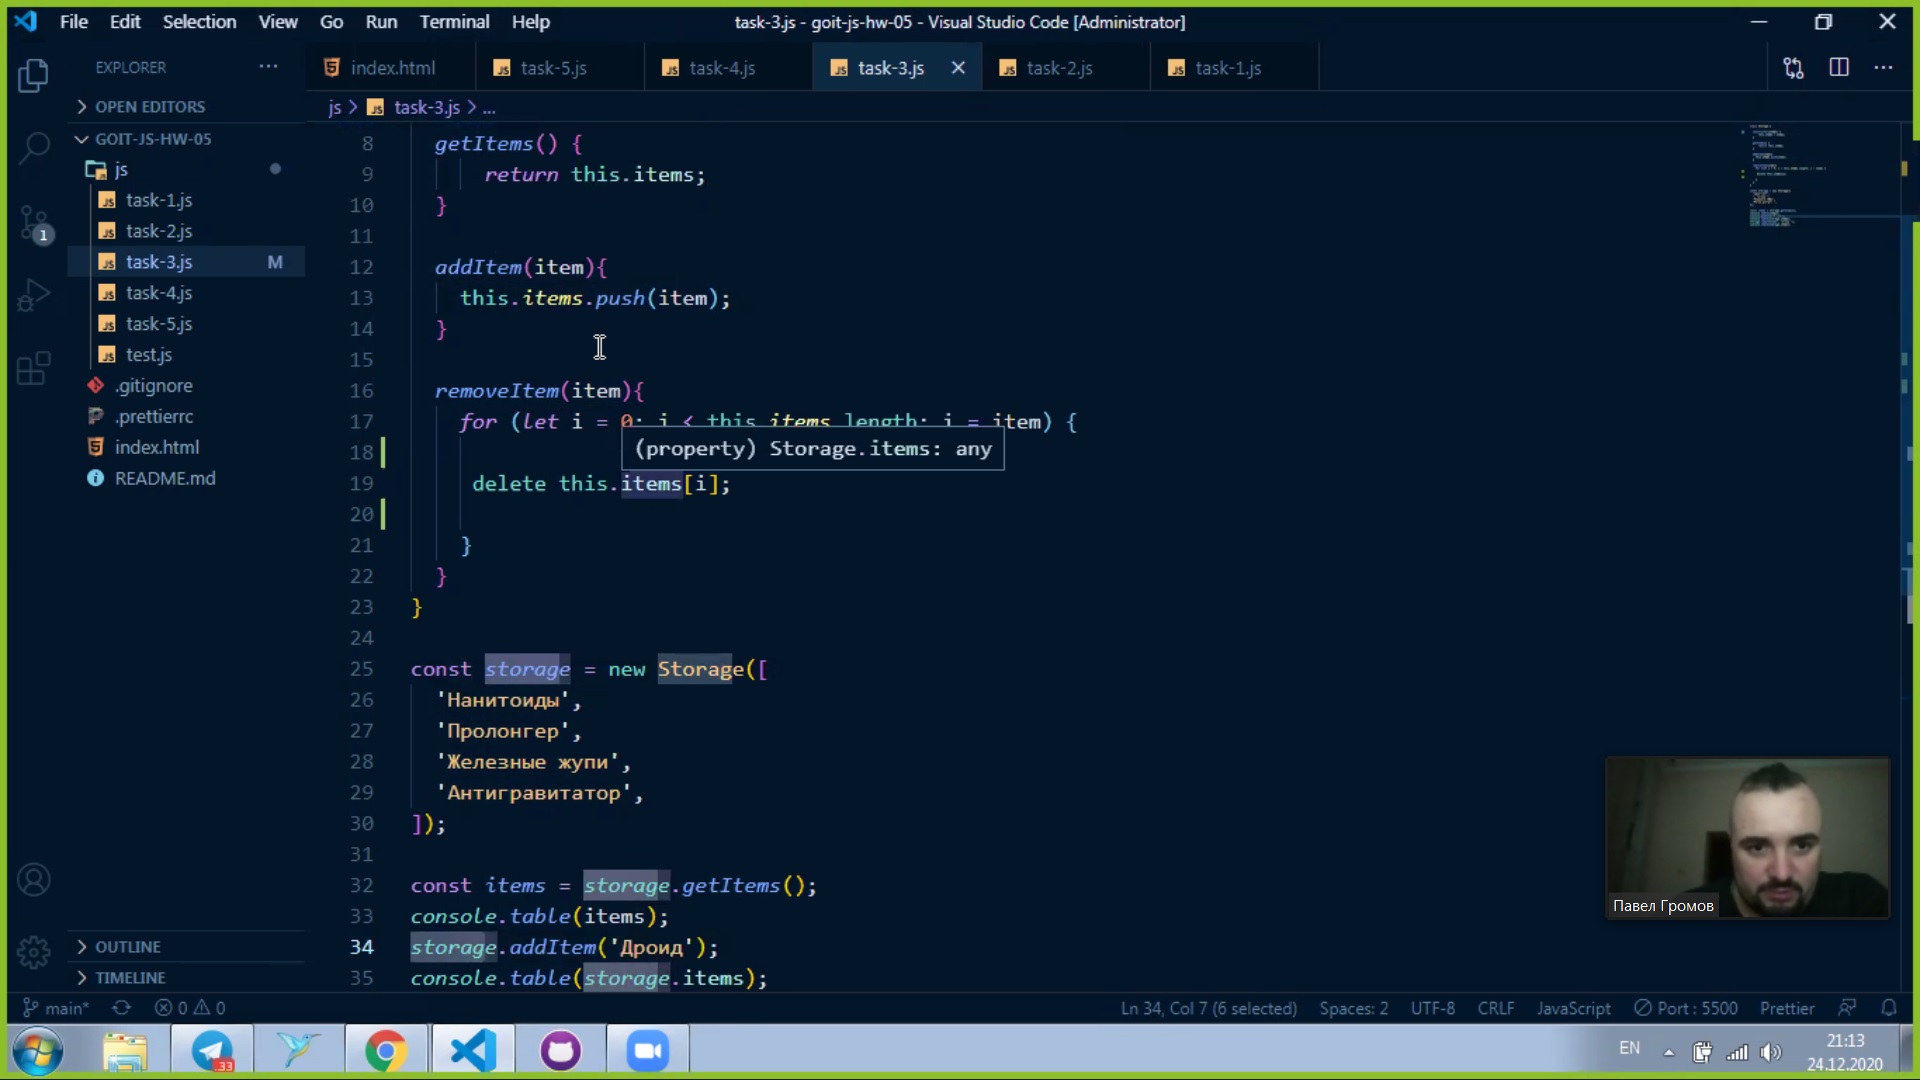 File Edit Selection View Go Run Terminal Help
task-3.js - goit-js-hw-05 - Visual Studio Code [Administrator]
EXPLORER
index.html
task-5.js
task-4.js
task-3.js
task-2.js
task-1.js
OPEN EDITORS
js > task-3.js > ...
GOIT-JS-HW-05
js
task-1.js
task-2.js
task-3.js M
task-4.js
task-5.js
test.js
.gitignore
.prettierrc
index.html
README.md
1
8 getItems() {
9 return this.items;
10 }
11
12 addItem(item){
13 this.items.push(item);
14 }
15
16 removeItem(item){
17 for (let i = 0; i < this.items.length; i = item) {
(property) Storage.items: any
18
19 delete this.items[i];
20
21 }
22 }
23 }
24
25 const storage = new Storage([
26 'Нанитоиды',
27 'Пролонгер',
28 'Железные жупи',
29 'Антигравитатор',
30 ]);
31
32 const items = storage.getItems();
33 console.table(items);
34 storage.addItem('Дроид');
35 console.table(storage.items);
Павел Громов
OUTLINE
TIMELINE
main* 0 0
Ln 34, Col 7 (6 selected) Spaces: 2 UTF-8 CRLF JavaScript Port : 5500 Prettier
33
EN
21:13
24.12.2020